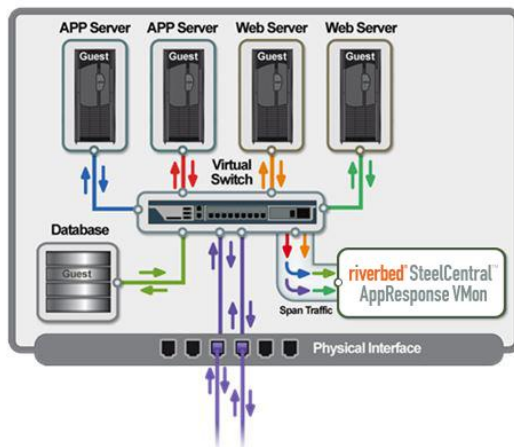 APP Server
APP Server
Web Server
Web Server
Guest
Guest
Guest
Guest
Virtual
Switch
Database
Guest
riverbed® SteelCentral™
AppResponse VMon
Span Traffic
Physical Interface